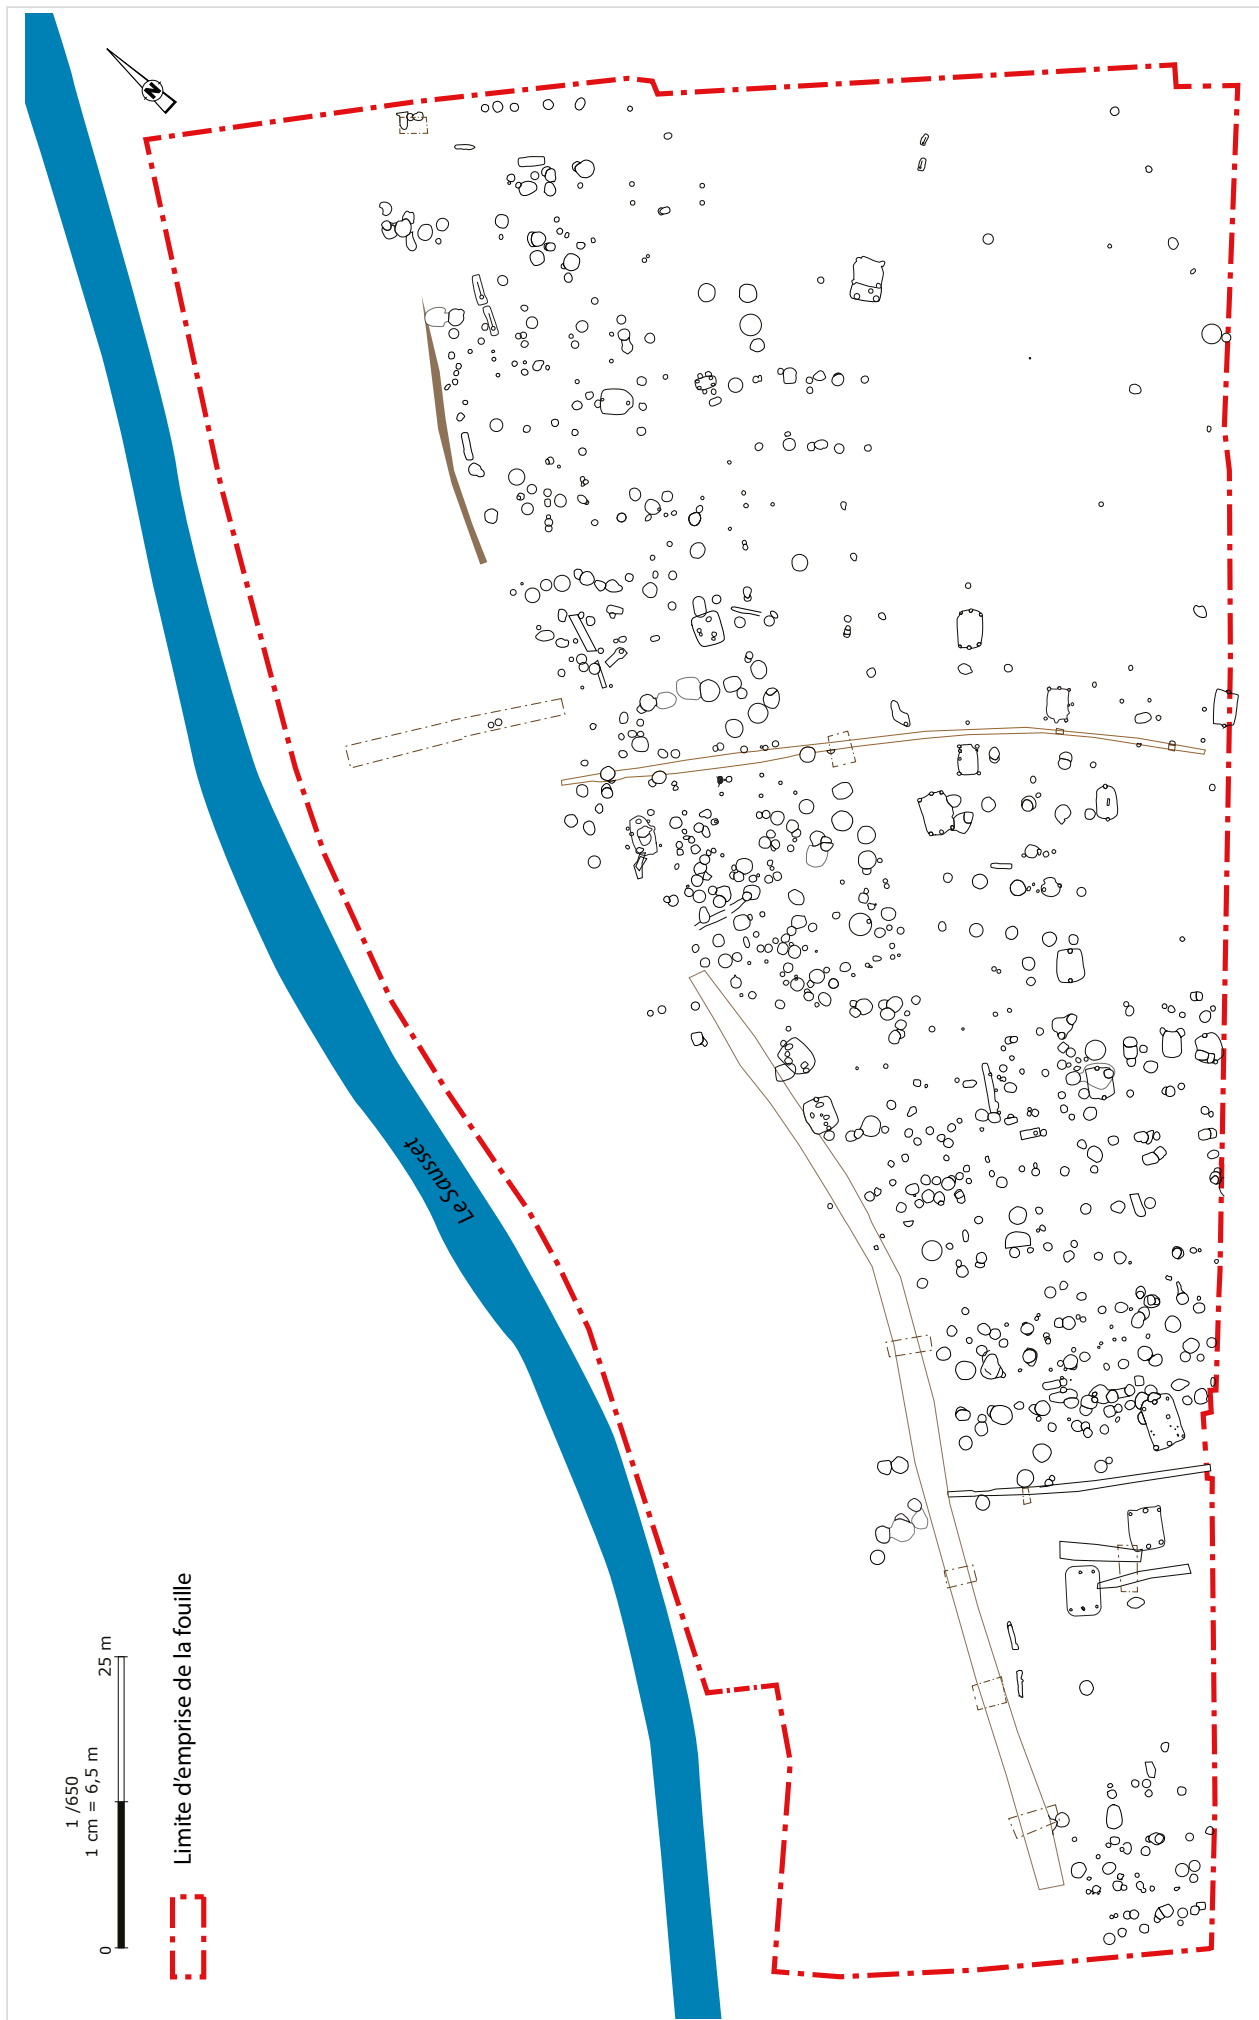 N
Le Sausset
1 /650
1 cm = 6,5 m
0
25 m
Limite d'emprise de la fouille